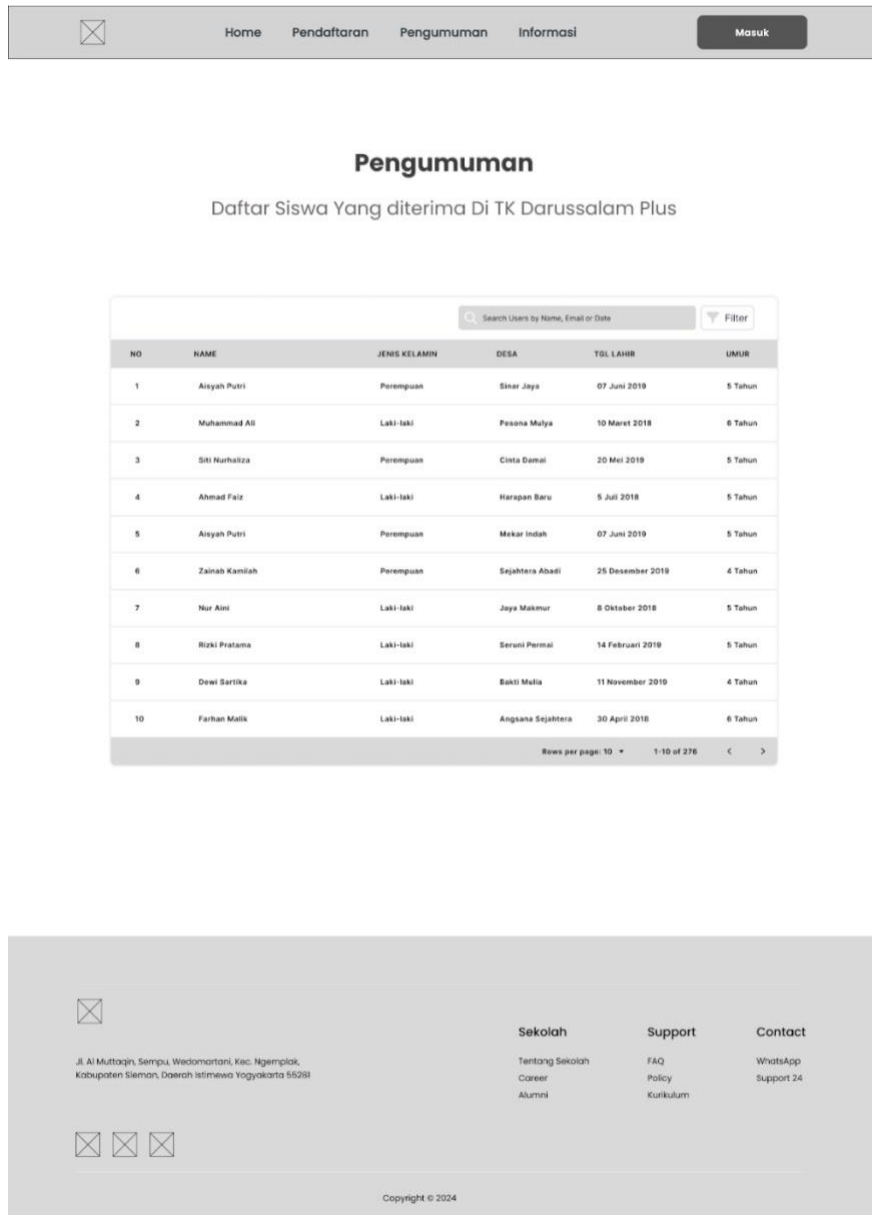 Home Pendaftaran Pengumuman Informasi Masuk
Pengumuman
Daftar Siswa Yang diterima Di TK Darussalam Plus
Search Users by Name, Email or Date Filter
NO NAME JENIS KELAMIN DESA TGL LAHIR UMUR
1 Aisyah Putri Perempuan Sinar Jaya 07 Juni 2019 5 Tahun
2 Muhammad Ali Laki-laki Pesona Mulya 10 Maret 2018 6 Tahun
3 Siti Nurhaliza Perempuan Cinta Damai 20 Mei 2019 5 Tahun
4 Ahmad Faiz Laki-laki Harapan Baru 5 Juli 2018 5 Tahun
5 Aisyah Putri Perempuan Mekar Indah 07 Juni 2019 5 Tahun
6 Zainab Kamilah Perempuan Sejahtera Abadi 25 Desember 2019 4 Tahun
7 Nur Aini Laki-laki Jaya Makmur 8 Oktober 2018 5 Tahun
8 Rizki Pratama Laki-laki Seruni Permai 14 Februari 2019 5 Tahun
9 Dewi Sartika Laki-laki Bakti Mulia 11 November 2019 4 Tahun
10 Farhan Malik Laki-laki Angsana Sejahtera 30 April 2018 6 Tahun
Rows per page: 10 1-10 of 276
Jl. Al Muttaqin, Sempu, Wedomartani, Kec. Ngemplak,
Kabupaten Sleman, Daerah Istimewa Yogyakarta 55281
Sekolah
Tentang Sekolah
Career
Alumni
Support
FAQ
Policy
Kurikulum
Contact
WhatsApp
Support 24
Copyright © 2024